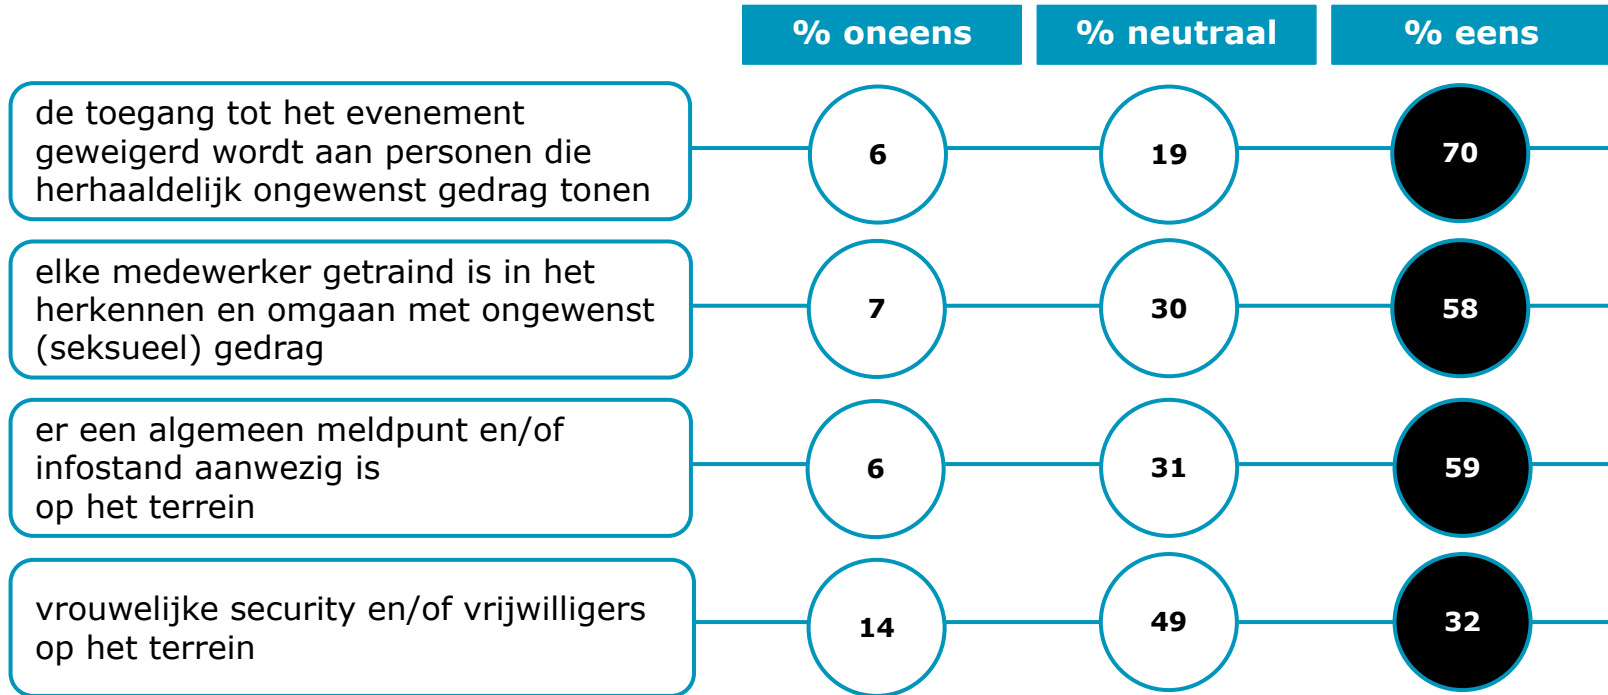 % oneens % neutraal % eens
de toegang tot het evenement
geweigerd wordt aan personen die
herhaaldelijk ongewenst gedrag tonen
6 19 70
elke medewerker getraind is in het
herkennen en omgaan met ongewenst
(seksueel) gedrag
7 30 58
er een algemeen meldpunt en/of
infostand aanwezig is
op het terrein
6 31 59
vrouwelijke security en/of vrijwilligers
op het terrein
14 49 32